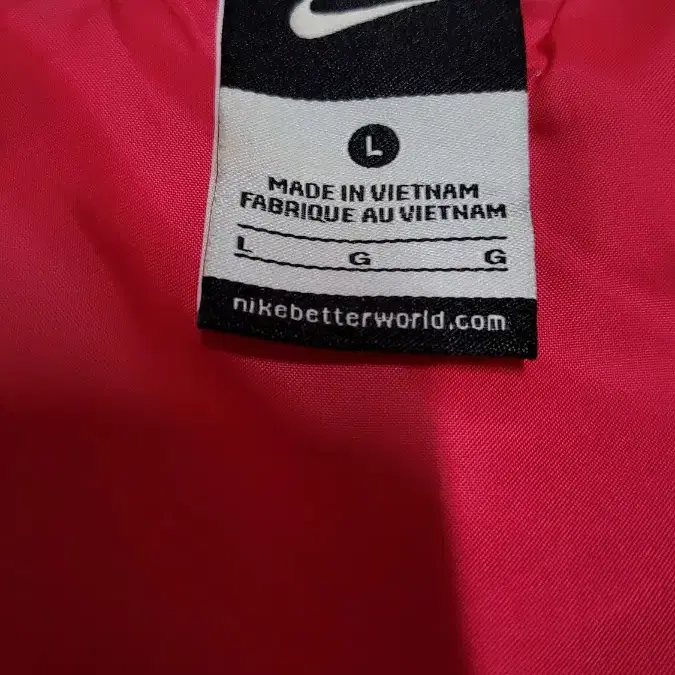 L
MADE IN VIETNAM
FABRIQUE AU VIETNAM
L G G
nikebetterworld.com